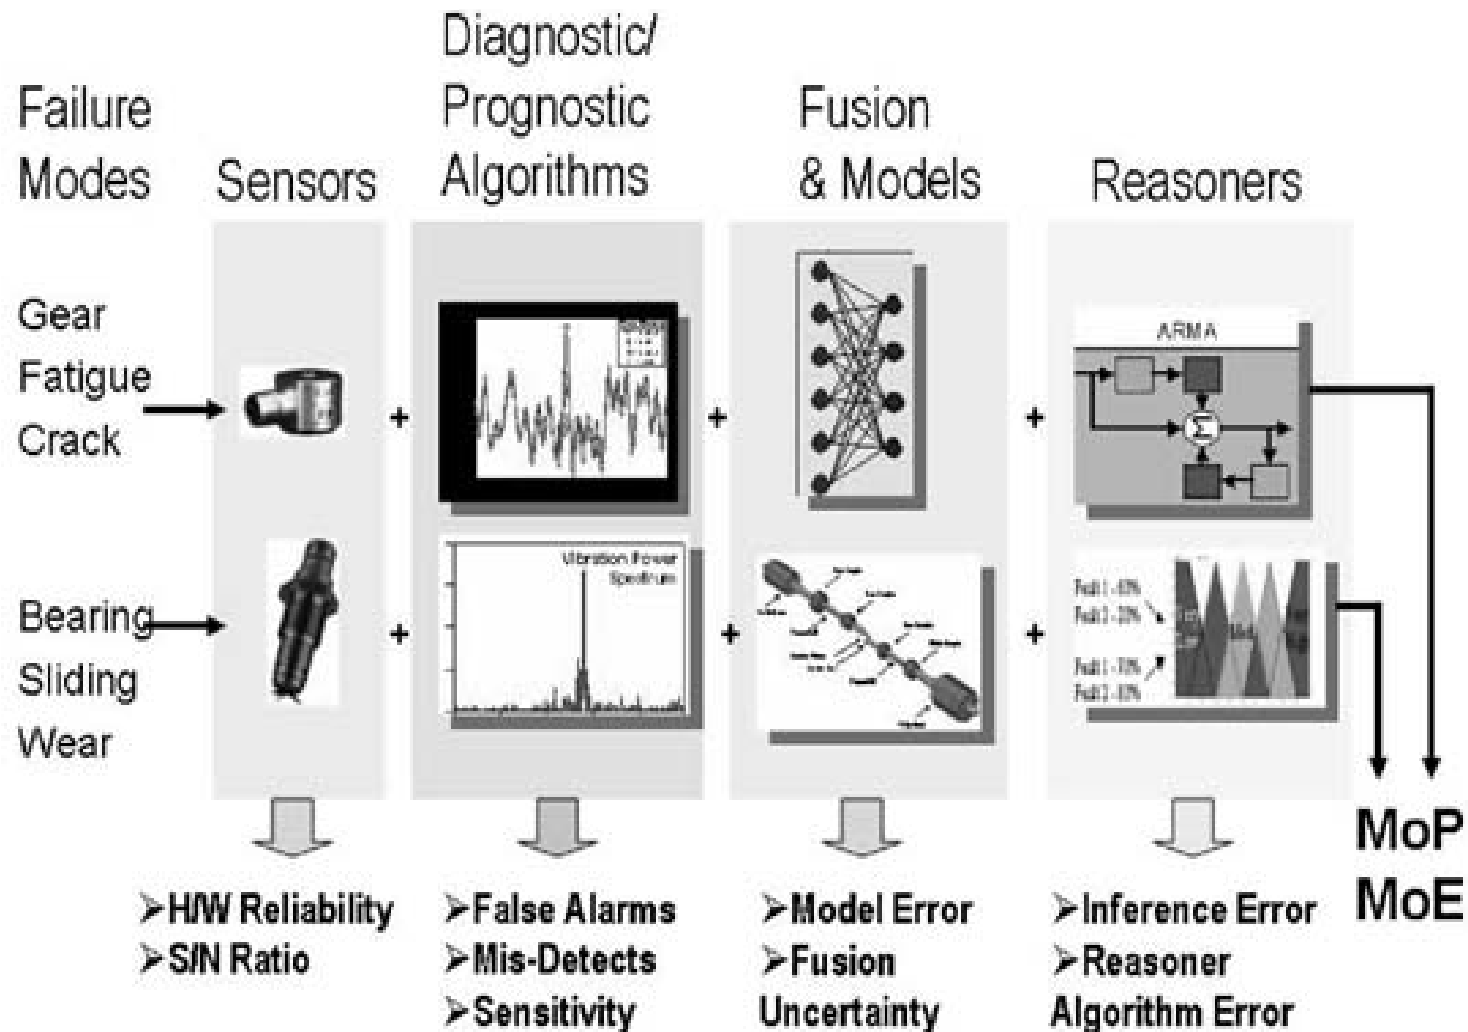 Failure
Modes
Sensors
Diagnostic/
Prognostic
Algorithms
Fusion
& Models
Reasoners
Gear
Fatigue
Crack
+
+
+
ARMA
Σ
Bearing
Sliding
Wear
+
Vibration Power
Spectrum
+
+
MoP
MoE
➢H/W Reliability
➢S/N Ratio
➢False Alarms
➢Mis-Detects
➢Sensitivity
➢Model Error
➢Fusion
Uncertainty
➢Inference Error
➢Reasoner
Algorithm Error